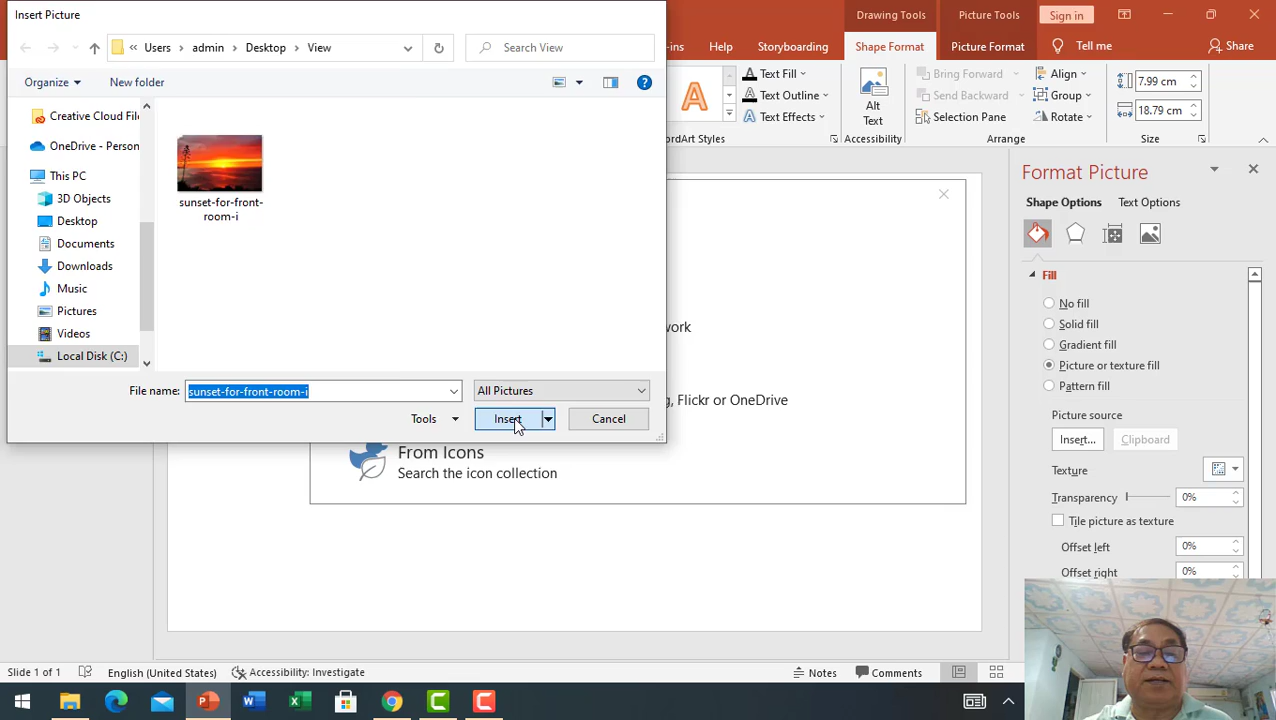 Insert Picture
Drawing Tools
Picture Tools
Sign in
Users
admin
Desktop
View
Search View
Help
Storyboarding
Shape Format
Picture Format
Tell me
Share
Organize
New folder
?
Creative Cloud File
OneDrive - Person
This PC
3D Objects
Desktop
Documents
Downloads
Music
Pictures
Videos
Local Disk (C:)
sunset-for-front-
room-i
File name:
sunset-for-front-room-i
All Pictures
Tools
Insert
Cancel
Text Fill
Text Outline
Text Effects
Alt
Text
Bring Forward
Send Backward
Selection Pane
Align
Group
Rotate
7.99 cm
18.79 cm
Accessibility
Arrange
Size
Format Picture
Shape Options
Text Options
Fill
No fill
Solid fill
Gradient fill
Picture or texture fill
Pattern fill
Picture source
Insert...
Clipboard
Texture
Transparency
0%
Tile picture as texture
Offset left
0%
Offset right
0%
From Icons
Search the icon collection
Flickr or OneDrive
Slide 1 of 1
English (United States)
Accessibility: Investigate
Notes
Comments